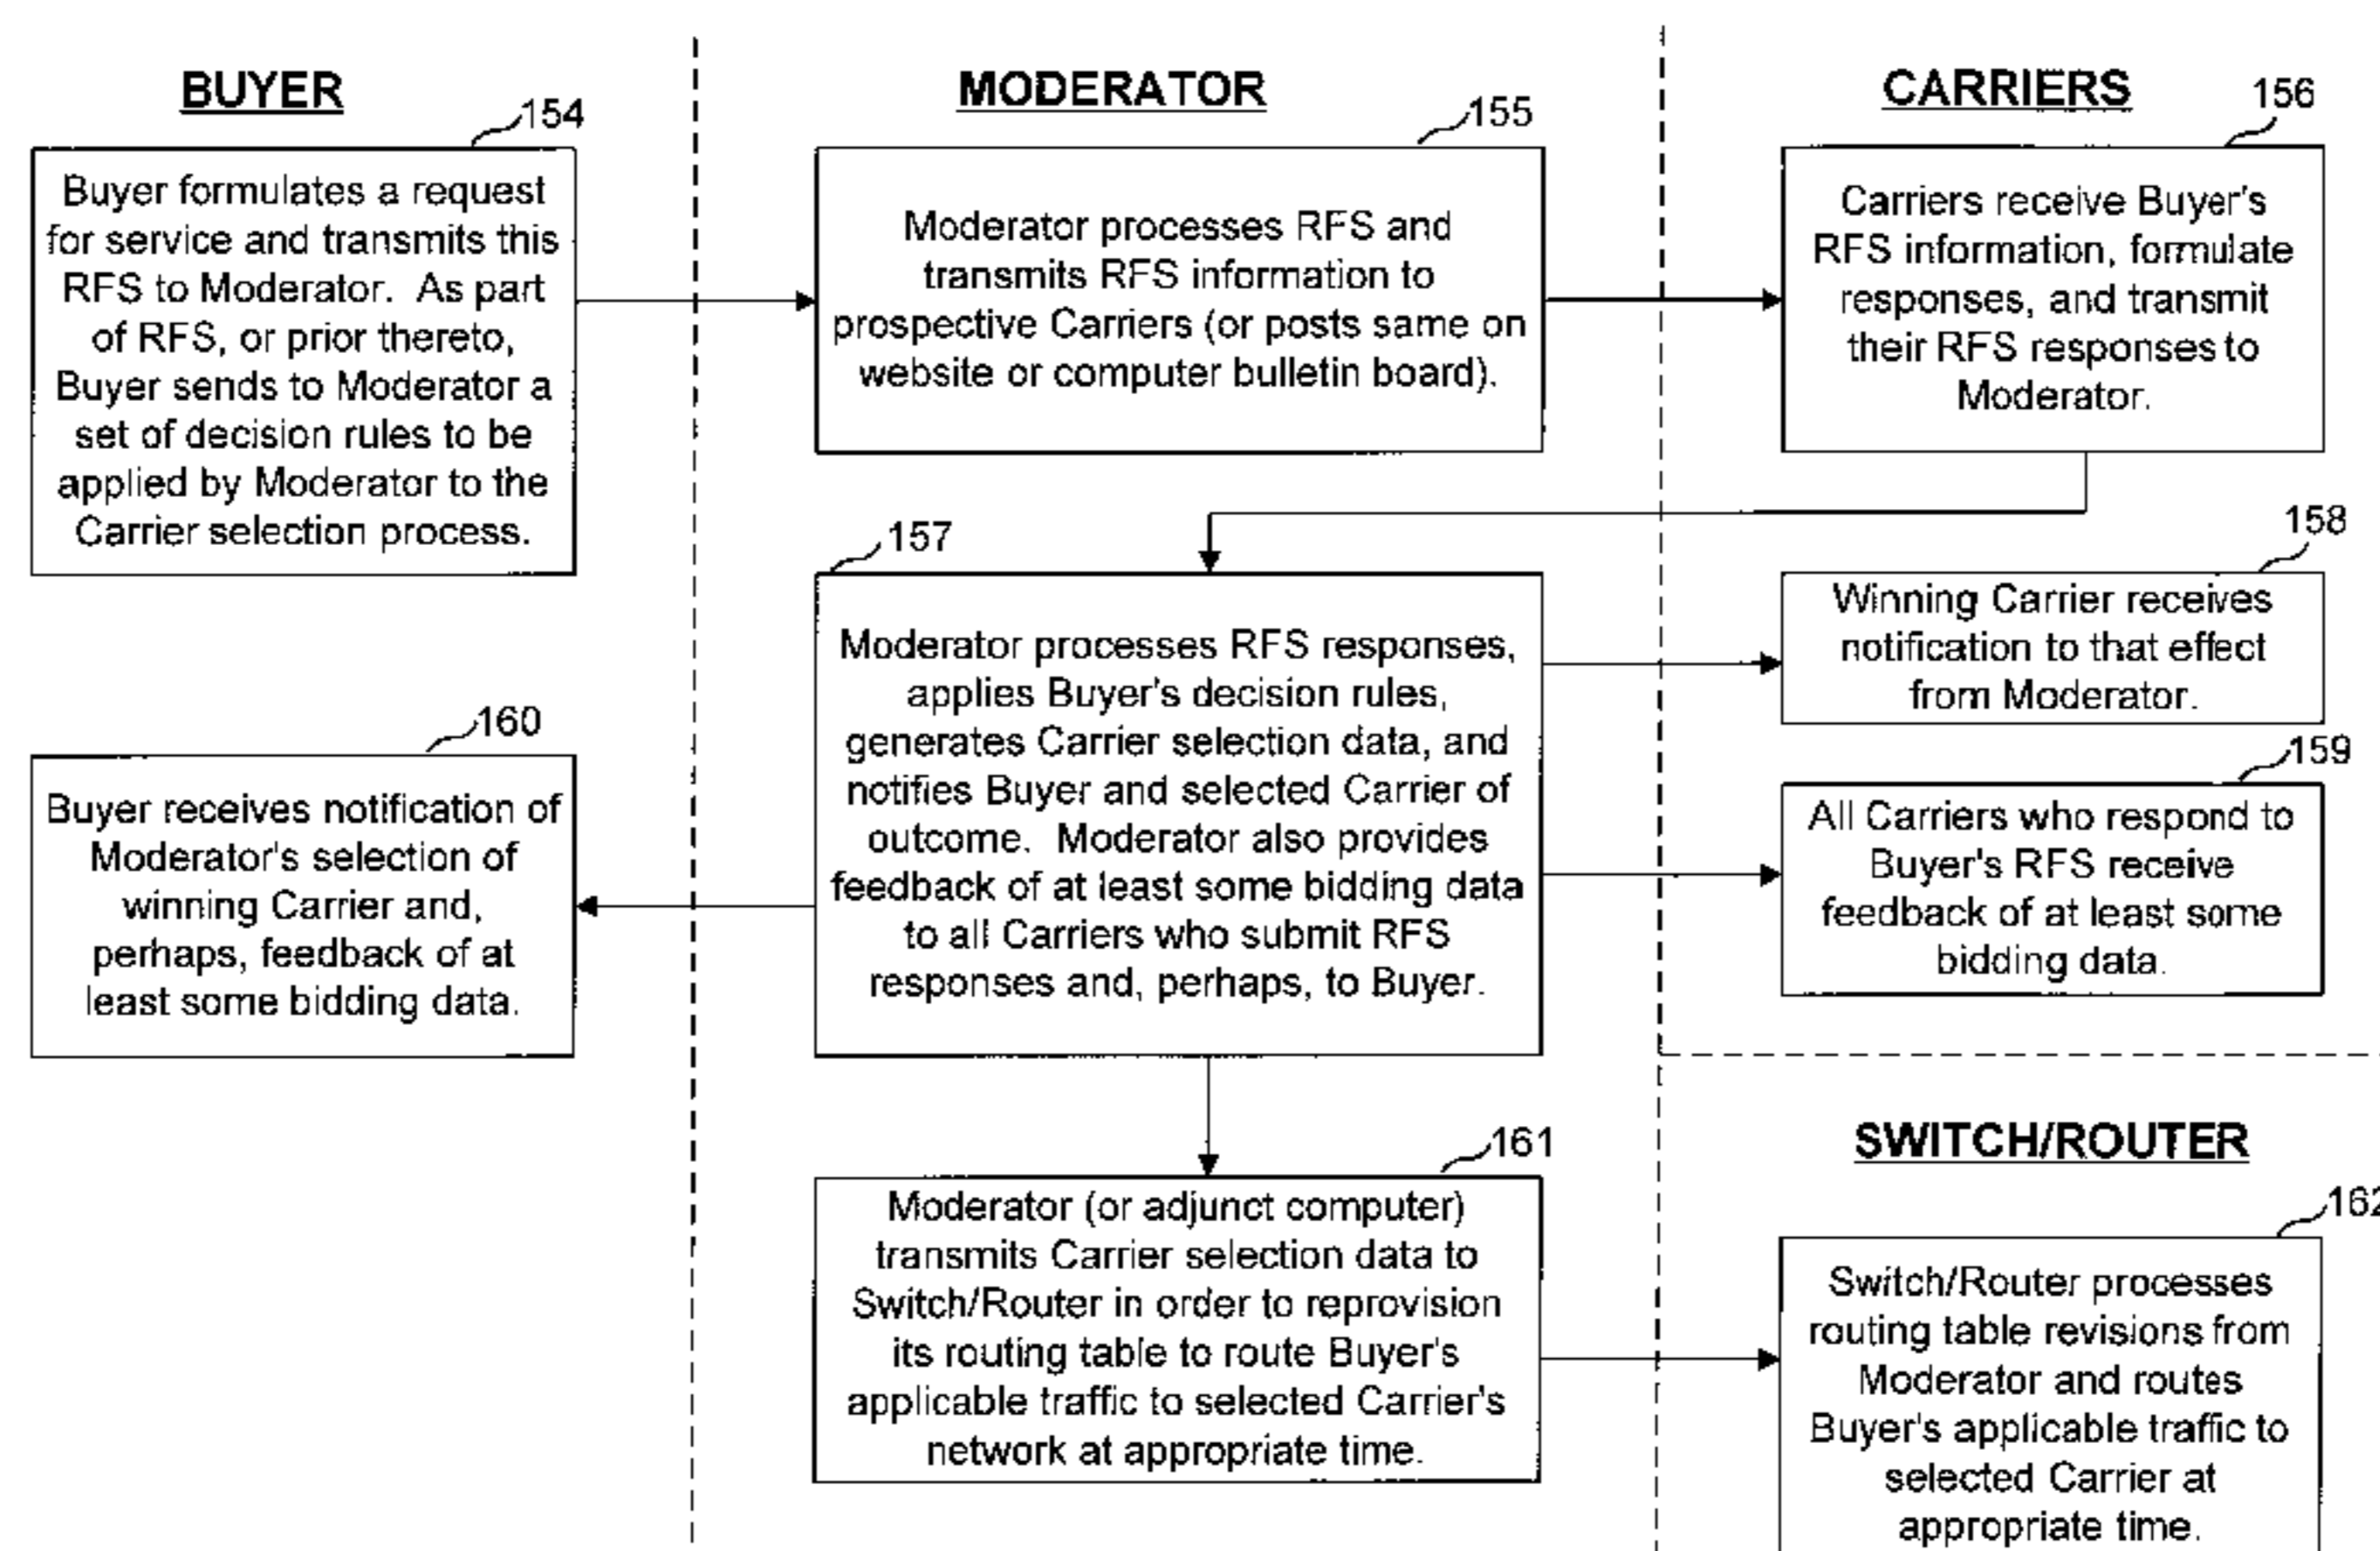 BUYER
154
Buyer formulates a request
for service and transmits this
RFS to Moderator. As part
of RFS, or prior thereto,
Buyer sends to Moderator a
set of decision rules to be
applied by Moderator to the
Carrier selection process.
MODERATOR
155
Moderator processes RFS and
transmits RFS information to
prospective Carriers (or posts same on
website or computer bulletin board).
CARRIERS
156
Carriers receive Buyer's
RFS information, formulate
responses, and transmit
their RFS responses to
Moderator.
157
Moderator processes RFS responses,
applies Buyer's decision rules,
generates Carrier selection data, and
notifies Buyer and selected Carrier of
outcome. Moderator also provides
feedback of at least some bidding data
to all Carriers who submit RFS
responses and, perhaps, to Buyer.
158
Winning Carrier receives
notification to that effect
from Moderator.
159
All Carriers who respond to
Buyer's RFS receive
feedback of at least some
bidding data.
160
Buyer receives notification of
Moderator's selection of
winning Carrier and,
perhaps, feedback of at
least some bidding data.
161
Moderator (or adjunct computer)
transmits Carrier selection data to
Switch/Router in order to reprovision
its routing table to route Buyer's
applicable traffic to selected Carrier's
network at appropriate time.
SWITCH/ROUTER
162
Switch/Router processes
routing table revisions from
Moderator and routes
Buyer's applicable traffic to
selected Carrier at
appropriate time.